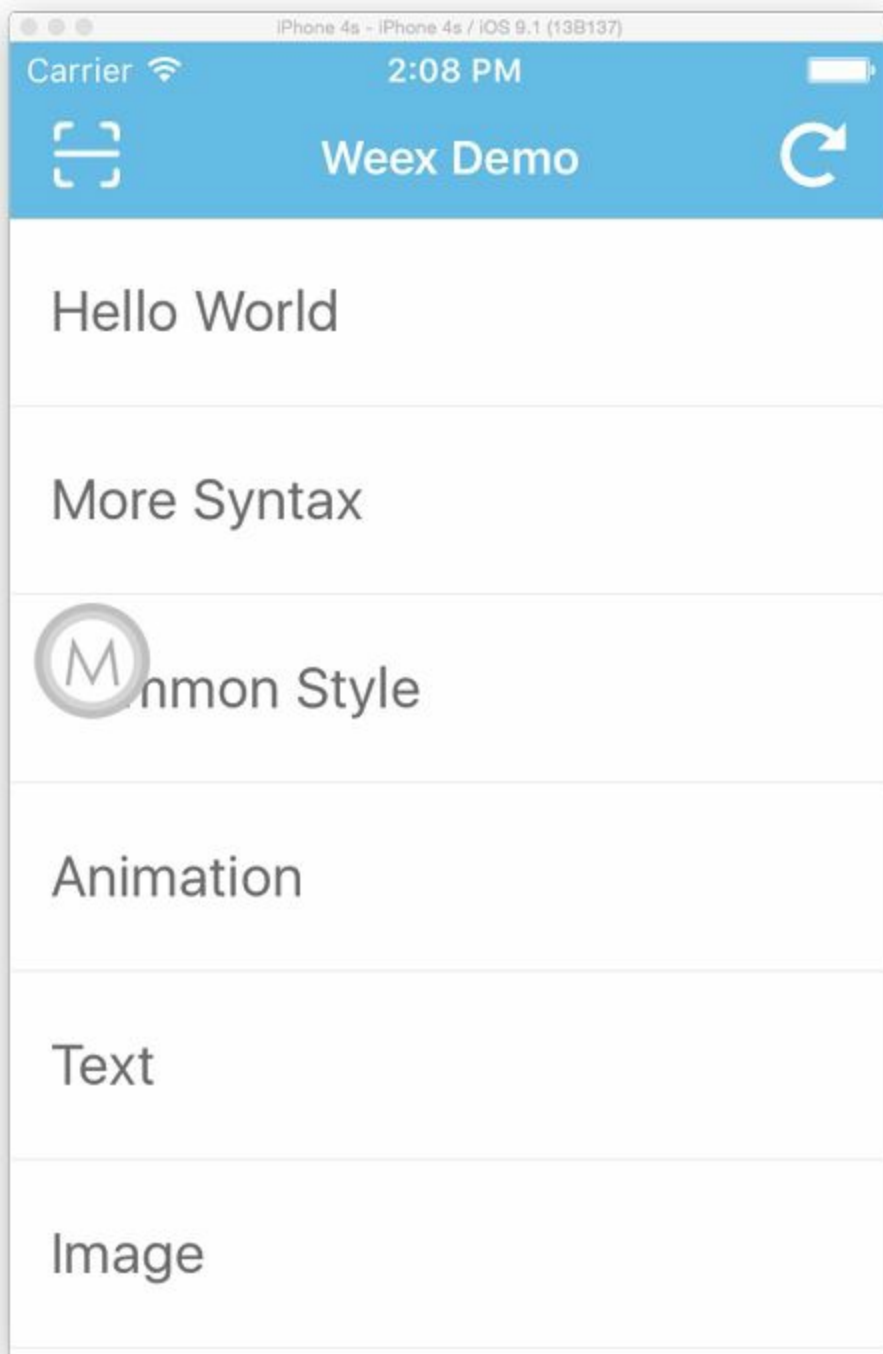 iPhone 4s - iPhone 4s / iOS 9.1 (13B137)
Carrier 2:08 PM
Weex Demo
Hello World
More Syntax
M
mmon Style
Animation
Text
Image